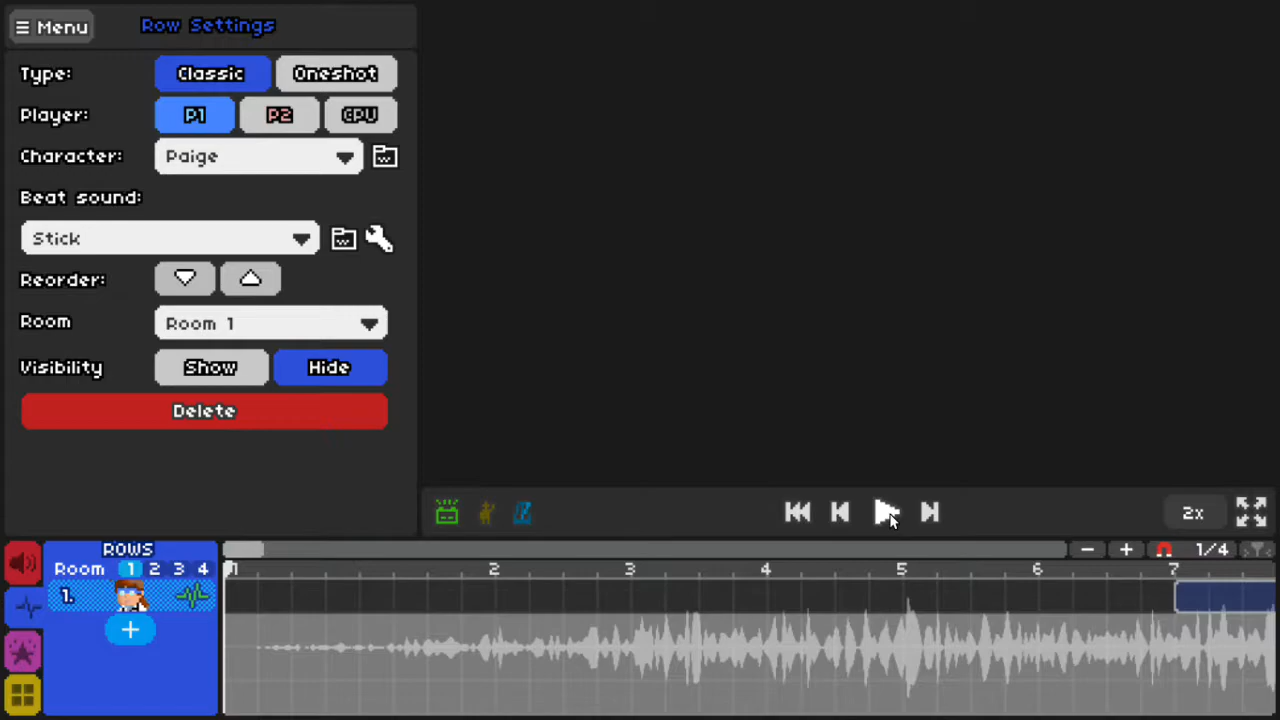 Menu
Row Settings
Type: Classic Oneshot
Player: P1 P2 CPU
Character: Paige
Beat sound:
Stick
Reorder:
Room Room 1
Visibility Show Hide
Delete
2x
ROWS
Room 1 2 3 4
1.
+
1 2 3 4 5 6 7
- + 1/4